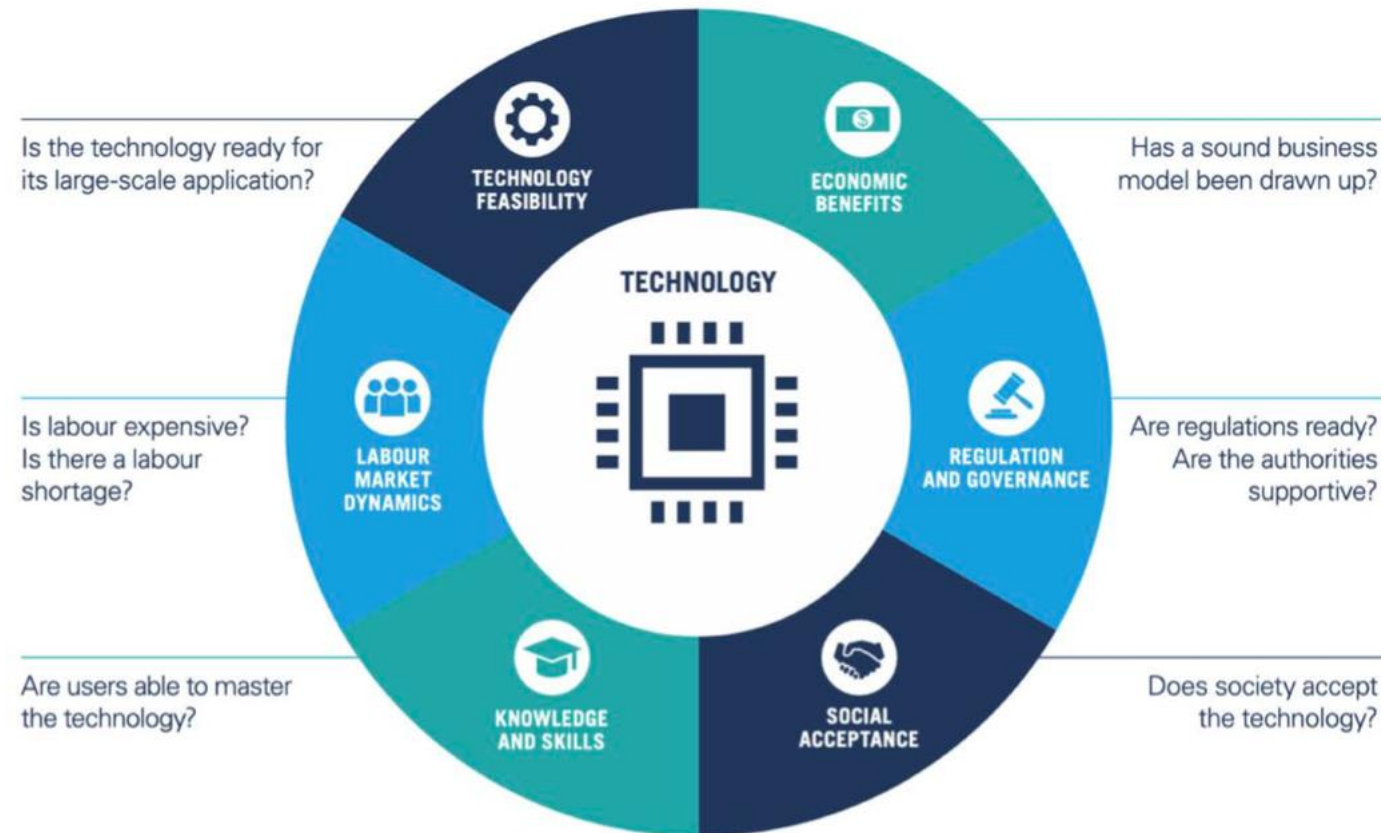 TECHNOLOGY
Is the technology ready for
its large-scale application?
TECHNOLOGY
FEASIBILITY
$
ECONOMIC
BENEFITS
Has a sound business
model been drawn up?
Is labour expensive?
Is there a labour
shortage?
LABOUR
MARKET
DYNAMICS
REGULATION
AND GOVERNANCE
Are regulations ready?
Are the authorities
supportive?
Are users able to master
the technology?
KNOWLEDGE
AND SKILLS
SOCIAL
ACCEPTANCE
Does society accept
the technology?